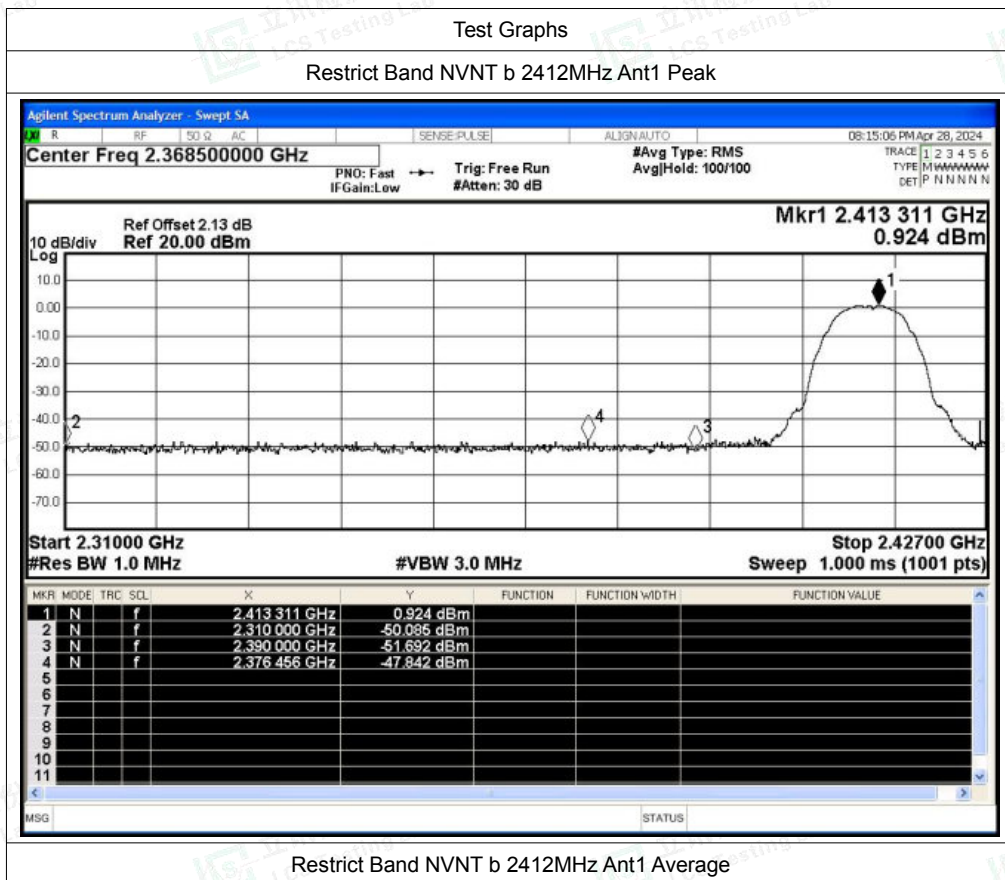 Test Graphs
Restrict Band NVNT b 2412MHz Ant1 Peak
Agilent Spectrum Analyzer - Swept SA
R RF 50 Ω AC SENSE:PULSE ALIGNAUTO 08:15:06 PM Apr 28, 2024
Center Freq 2.368500000 GHz
PNO: Fast
IFGain:Low
Trig: Free Run
#Atten: 30 dB
#Avg Type: RMS
Avg|Hold: 100/100
TRACE 1 2 3 4 5 6
TYPE M
DET P N N N N N
Mkr1 2.413 311 GHz
0.924 dBm
Ref Offset 2.13 dB
10 dB/div Ref 20.00 dBm
Log
10.0
0.00
-10.0
-20.0
-30.0
-40.0
-50.0
-60.0
-70.0
1
2
4
3
Start 2.31000 GHz Stop 2.42700 GHz
#Res BW 1.0 MHz #VBW 3.0 MHz Sweep 1.000 ms (1001 pts)
MKR MODE TRC SCL X Y FUNCTION FUNCTION WIDTH FUNCTION VALUE
1 N f 2.413 311 GHz 0.924 dBm
2 N f 2.310 000 GHz -50.085 dBm
3 N f 2.390 000 GHz -51.692 dBm
4 N f 2.376 456 GHz -47.842 dBm
5
6
7
8
9
10
11
MSG STATUS
Restrict Band NVNT b 2412MHz Ant1 Average
LCS Testing Lab